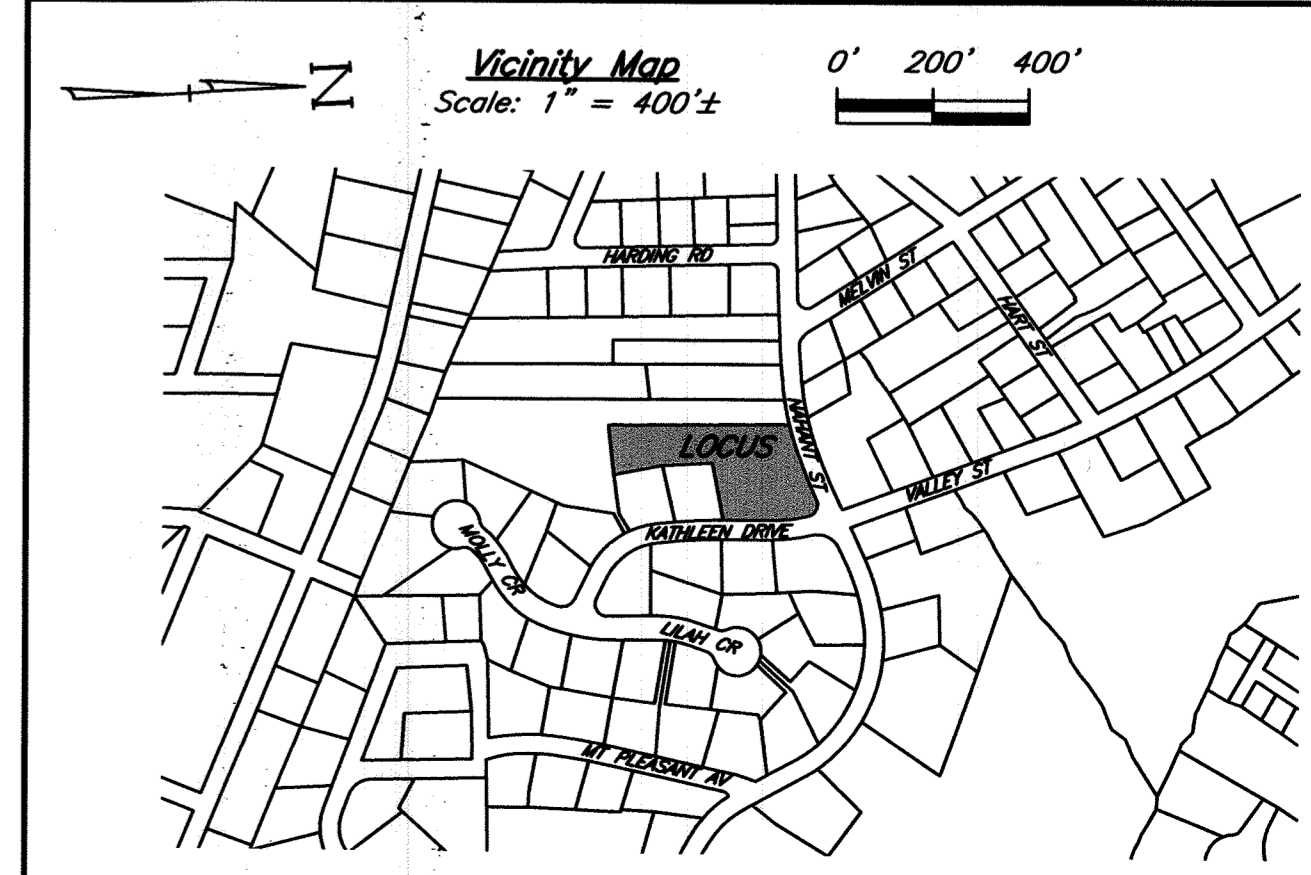 Vicinity Map
Scale: 1" = 400'±
0' 200' 400'
N
HARDING RD
MELVIN ST
HART ST
NAHANT ST
LOCUS
VALLEY ST
KATHLEEN DRIVE
MOLLY CR
LILAH CR
MT PLEASANT AV